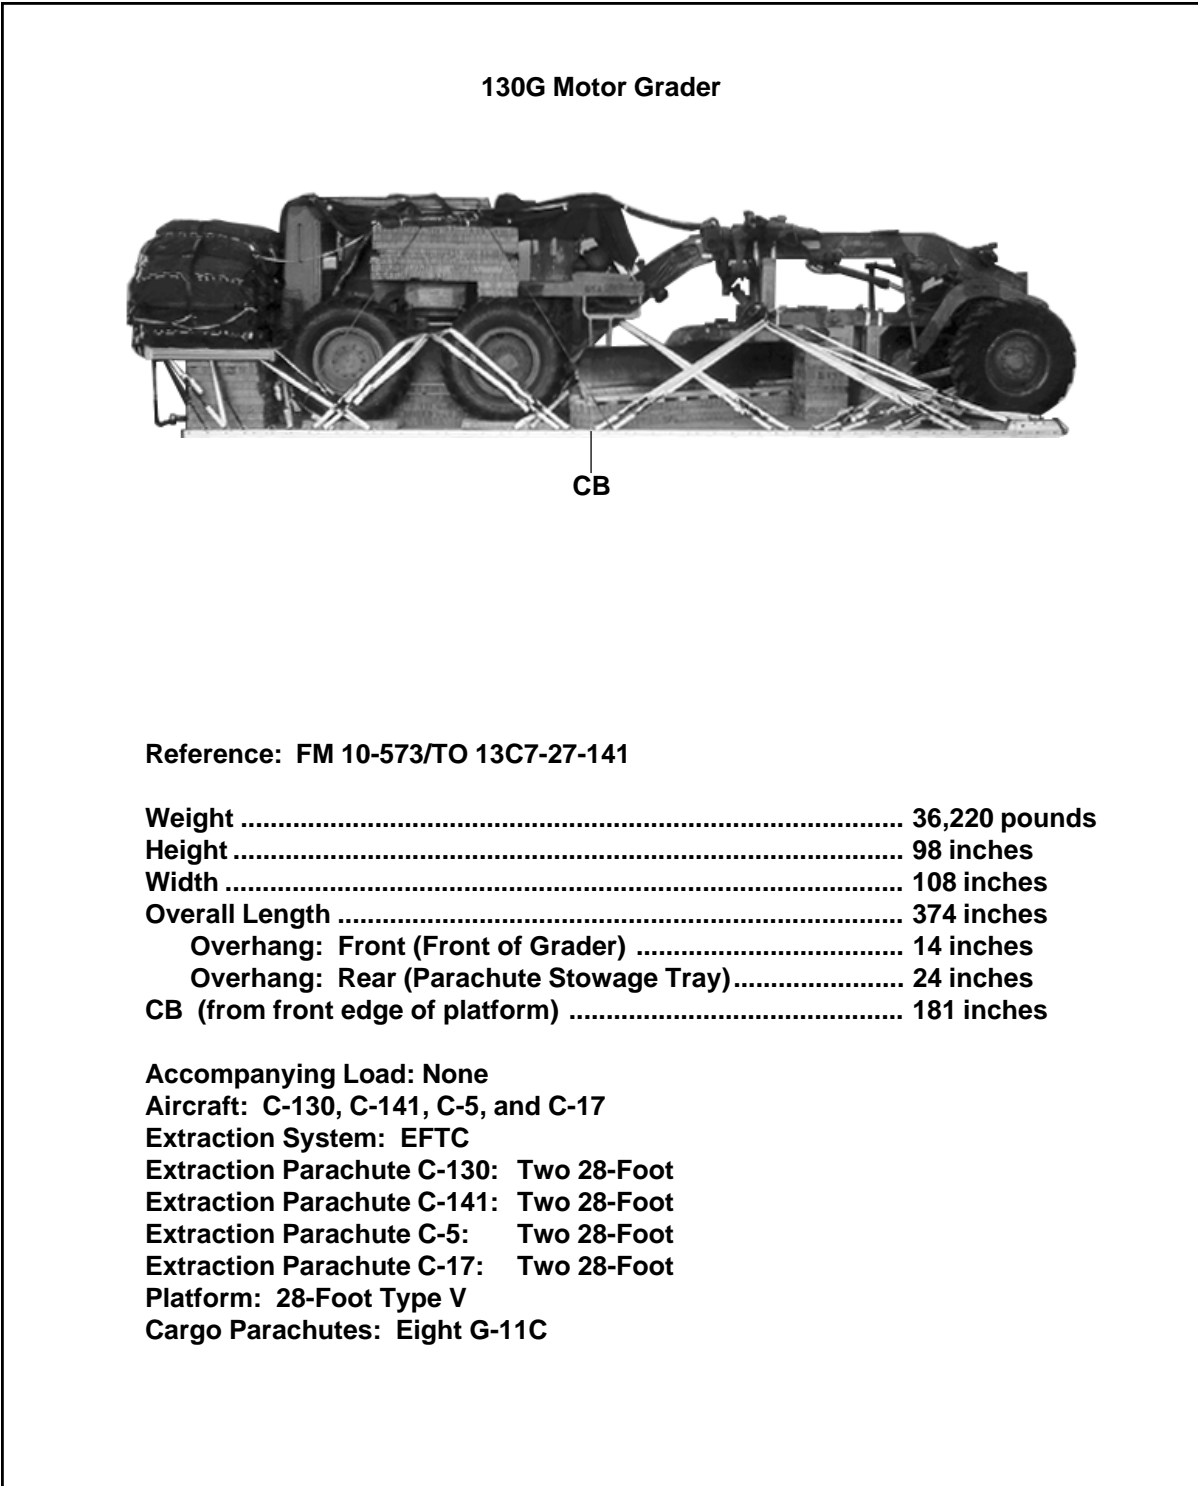 130G Motor Grader
CB
Reference: FM 10-573/TO 13C7-27-141
Weight ........................................................................................ 36,220 pounds
Height ......................................................................................... 98 inches
Width .......................................................................................... 108 inches
Overall Length ........................................................................... 374 inches
Overhang: Front (Front of Grader) ................................... 14 inches
Overhang: Rear (Parachute Stowage Tray)....................... 24 inches
CB (from front edge of platform) ............................................ 181 inches
Accompanying Load: None
Aircraft: C-130, C-141, C-5, and C-17
Extraction System: EFTC
Extraction Parachute C-130: Two 28-Foot
Extraction Parachute C-141: Two 28-Foot
Extraction Parachute C-5: Two 28-Foot
Extraction Parachute C-17: Two 28-Foot
Platform: 28-Foot Type V
Cargo Parachutes: Eight G-11C